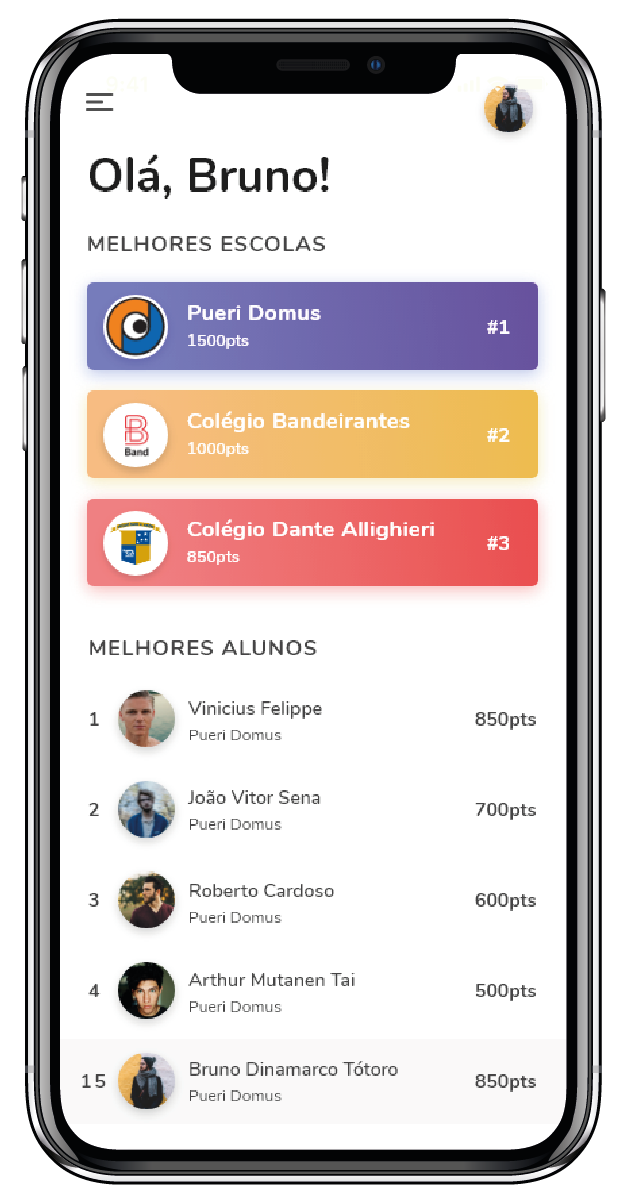 Olá, Bruno!
MELHORES ESCOLAS
Pueri Domus
1500pts
#1
Colégio Bandeirantes
1000pts
#2
Band
Colégio Dante Allighieri
850pts
#3
MELHORES ALUNOS
1
Vinicius Felippe
Pueri Domus
850pts
2
João Vitor Sena
Pueri Domus
700pts
3
Roberto Cardoso
Pueri Domus
600pts
4
Arthur Mutanen Tai
Pueri Domus
500pts
15
Bruno Dinamarco Tótoro
Pueri Domus
850pts